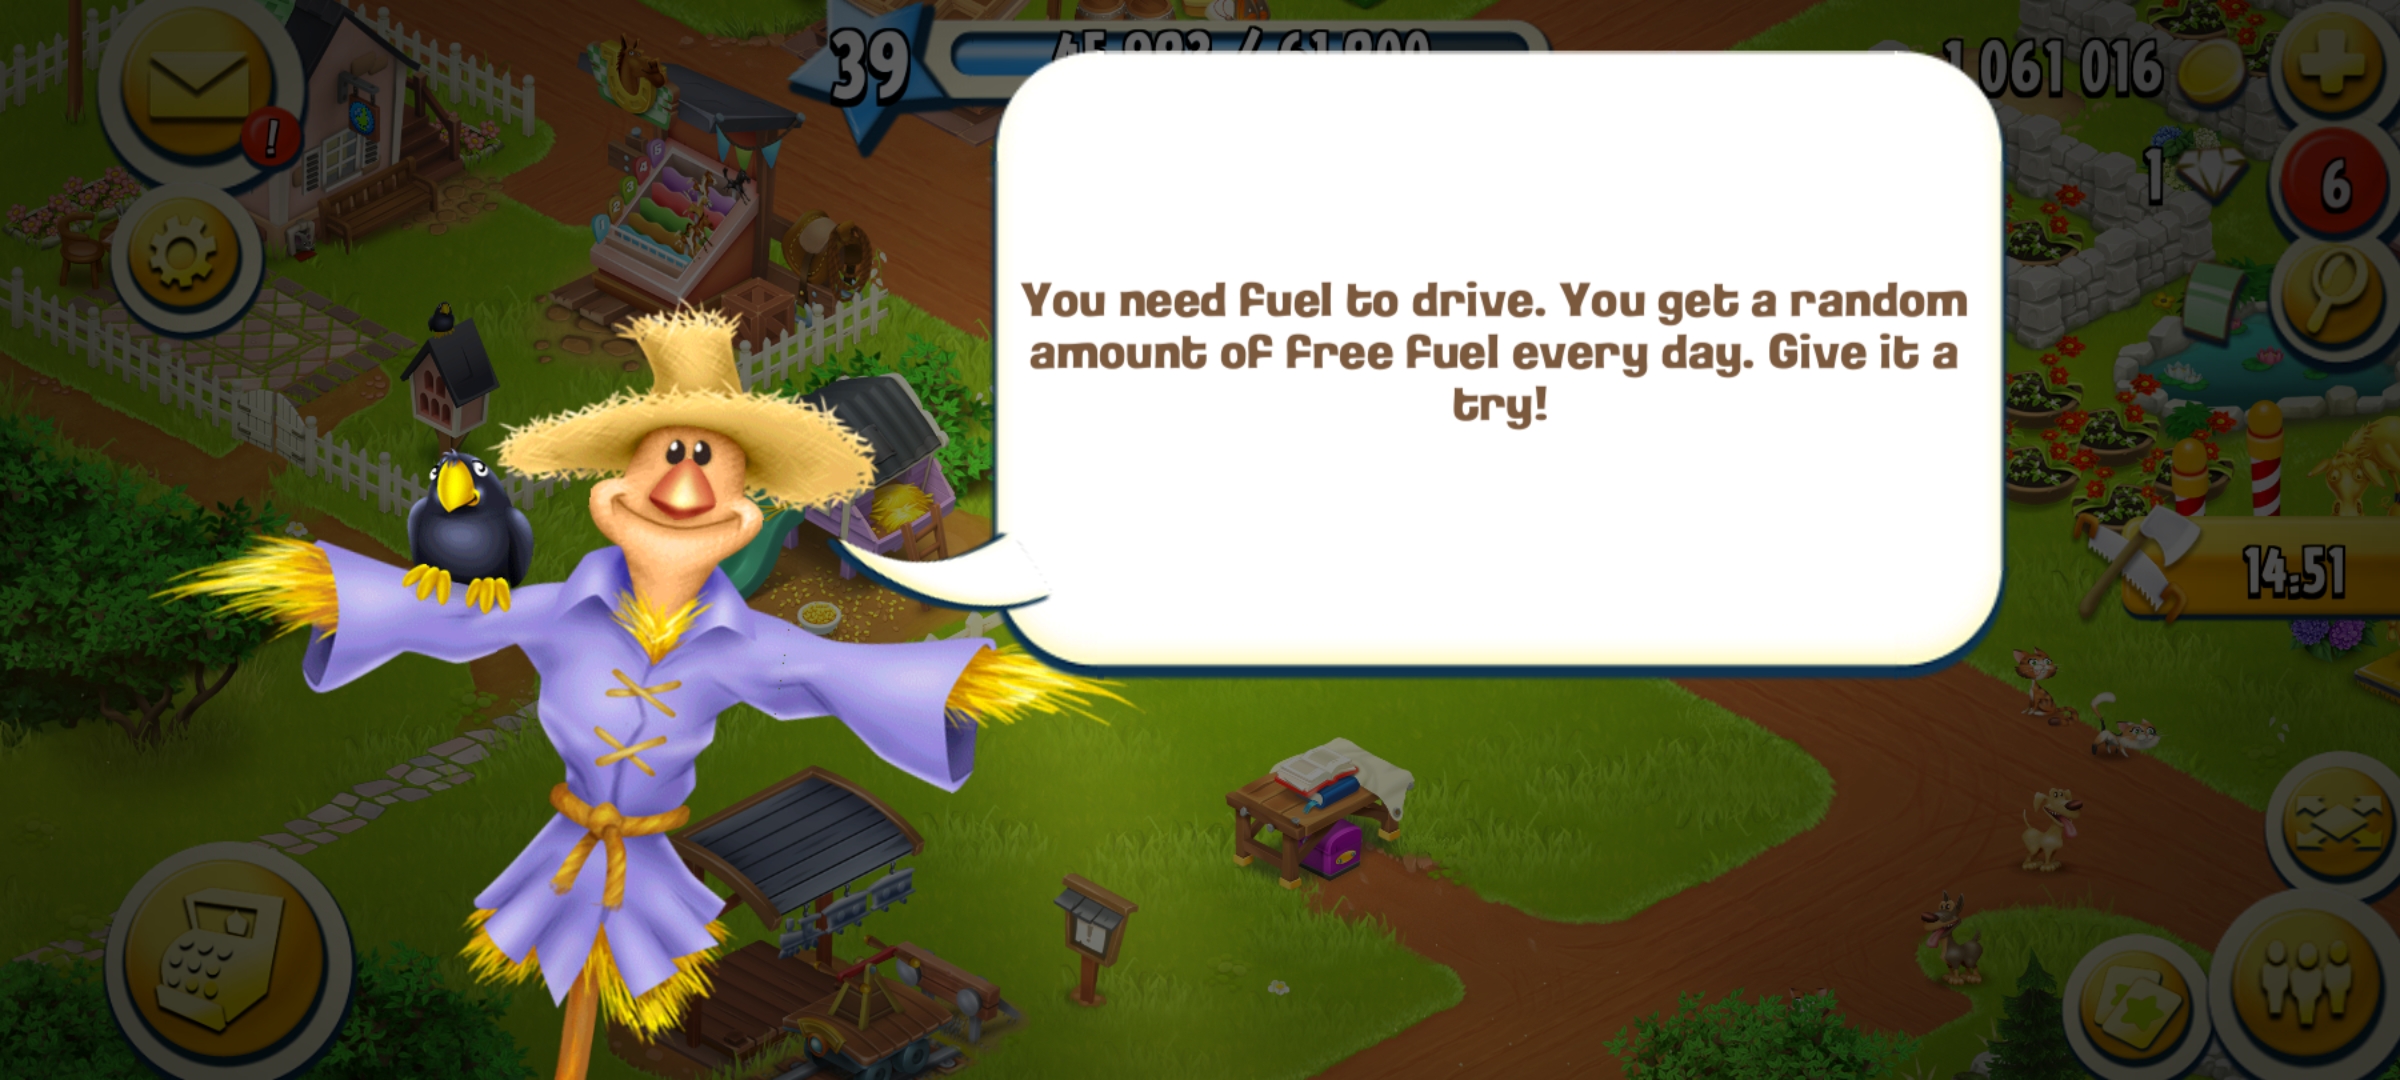 39
1 061 016
1
6
You need fuel to drive. You get a random
amount of free fuel every day. Give it a
try!
14:51